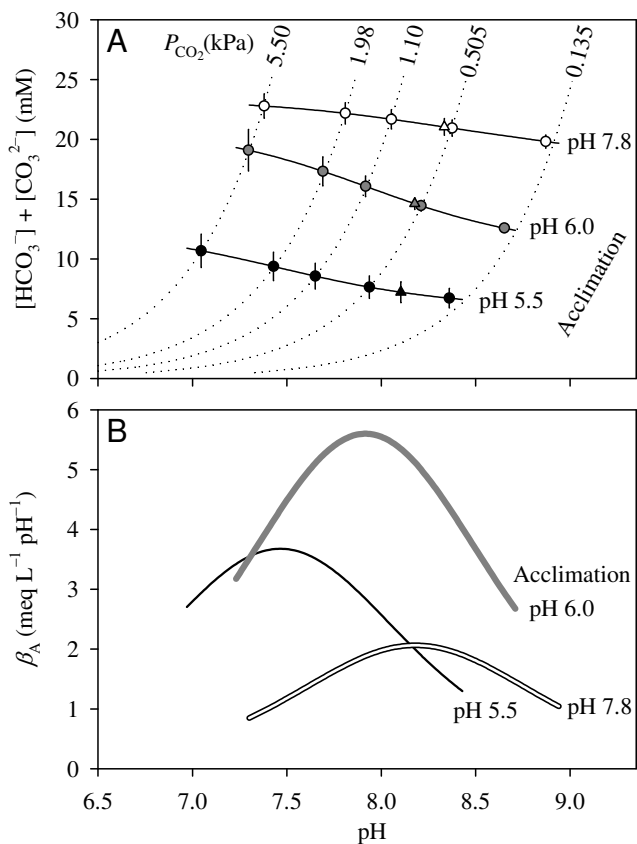 A
P_CO₂(kPa)
5.50
1.98
1.10
0.505
0.135
30
25
20
15
10
5
0
[HCO₃⁻] + [CO₃²⁻] (mM)
pH 7.8
pH 6.0
pH 5.5
Acclimation
B
6
5
4
3
2
1
0
β_A (meq L⁻¹ pH⁻¹)
Acclimation
pH 6.0
pH 7.8
pH 5.5
6.5 7.0 7.5 8.0 8.5 9.0
pH